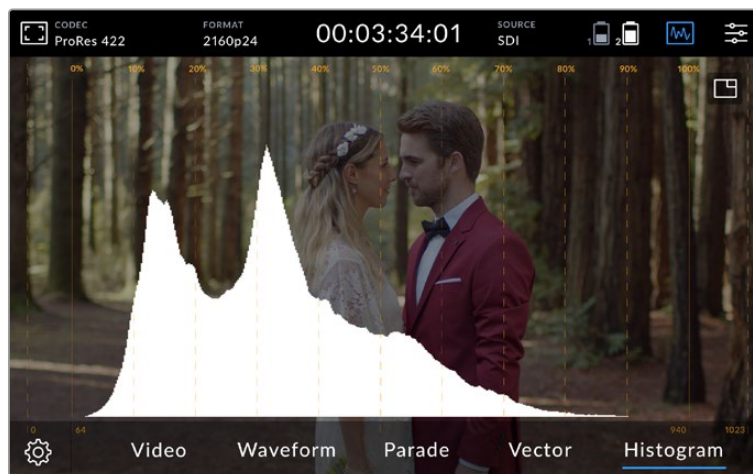 CODEC
ProRes 422
FORMAT
2160p24
00:03:34:01
SOURCE
SDI
1
2
0% 10% 20% 30% 40% 50% 60% 70% 80% 90% 100%
0 64 940 1023
Video Waveform Parade Vector Histogram